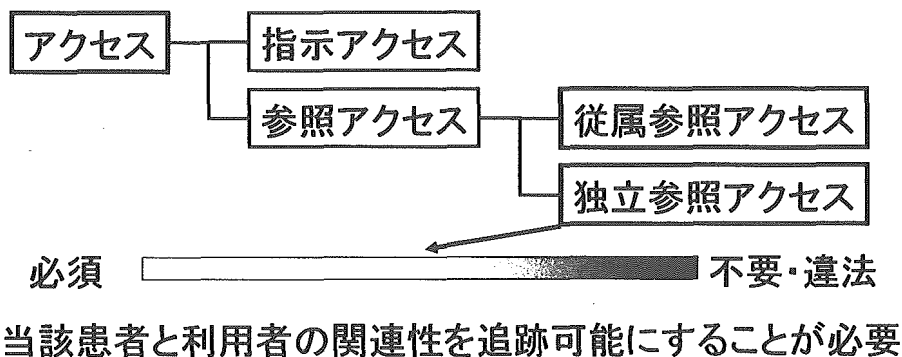 アクセス
指示アクセス
参照アクセス
従属参照アクセス
独立参照アクセス
必須
不要・違法
当該患者と利用者の関連性を追跡可能にすることが必要